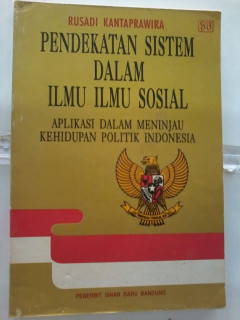 RUSADI KANTAPRAWIRA
PENDEKATAN SISTEM
DALAM
ILMU ILMU SOSIAL
APLIKASI DALAM MENINJAU
KEHIDUPAN POLITIK INDONESIA
PENERBIT SINAR BARU BANDUNG